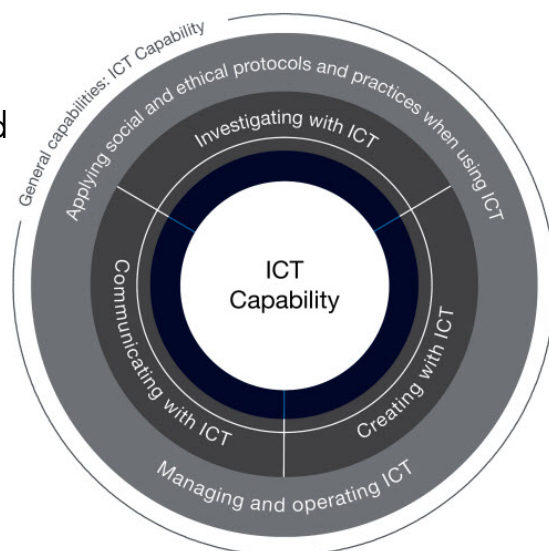 General capabilities: ICT Capability
Applying social and ethical protocols and practices when using ICT
Investigating with ICT
ICT
Capability
Communicating with ICT
Creating with ICT
Managing and operating ICT